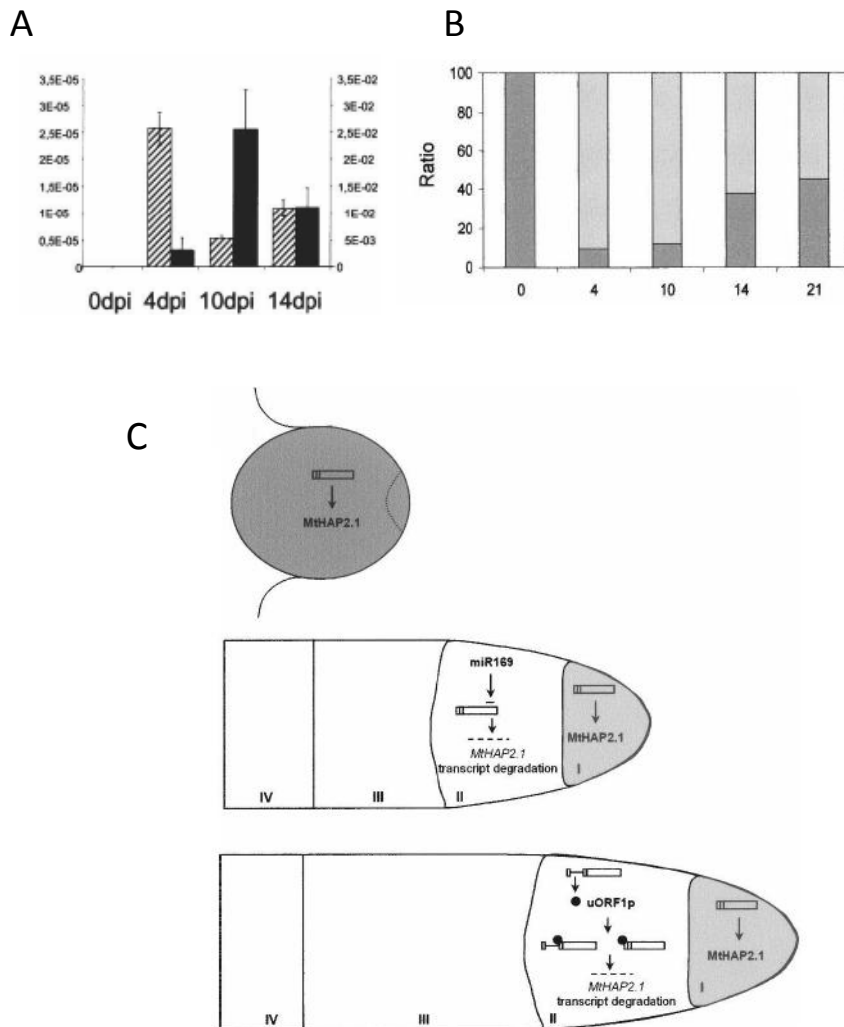 A
B
3,5E-05
3E-05
2,5E-05
2E-05
1,5E-05
1E-05
0,5E-05
0
3,5E-02
3E-02
2,5E-02
2E-02
1,5E-02
1E-02
5E-03
0
0dpi 4dpi 10dpi 14dpi
Ratio
100
80
60
40
20
0
0 4 10 14 21
C
MtHAP2.1
miR169
MtHAP2.1
transcript degradation
MtHAP2.1
IV III II I
uORF1p
MtHAP2.1
transcript degradation
MtHAP2.1
IV III II I